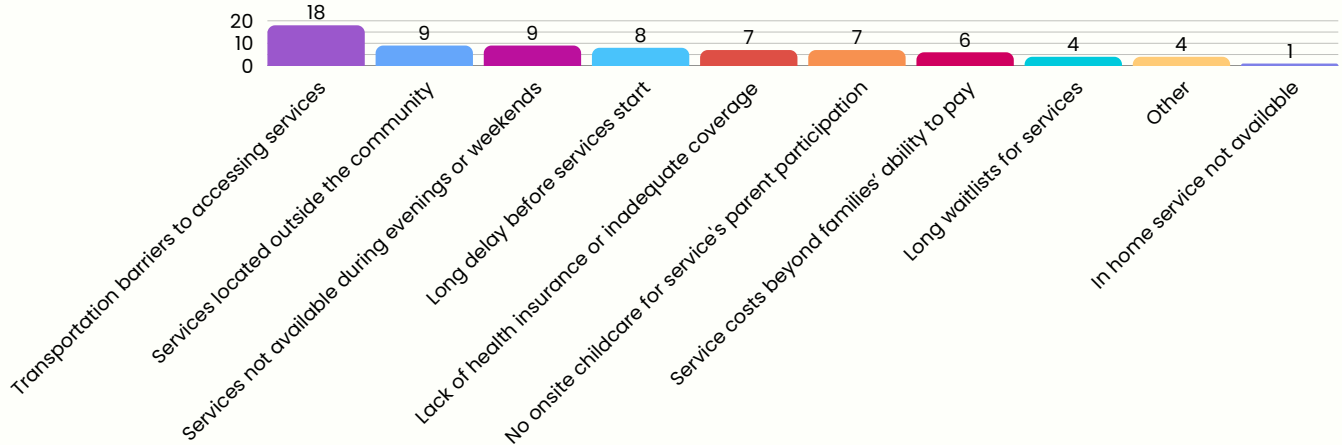 20
10
0
18
9
9
8
7
7
6
4
4
1
Transportation barriers to accessing services
Services located outside the community
Services not available during evenings or weekends
Long delay before services start
Lack of health insurance or inadequate coverage
No onsite childcare for service's parent participation
Service costs beyond families’ ability to pay
Long waitlists for services
Other
In home service not available